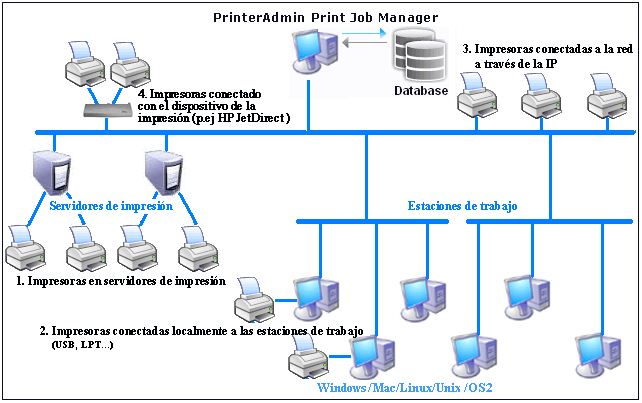 PrinterAdmin Print Job Manager
Database
3. Impresoras conectadas a la red
a través de la IP
4. Impresoras conectado
con el dispositivo de la
impresión (p.ej HP JetDirect )
Servidores de impresión
Estaciones de trabajo
1. Impresoras en servidores de impresión
2. Impresoras conectadas localmente a las estaciones de trabajo
(USB, LPT...)
Windows /Mac/Linux/Unix /OS2